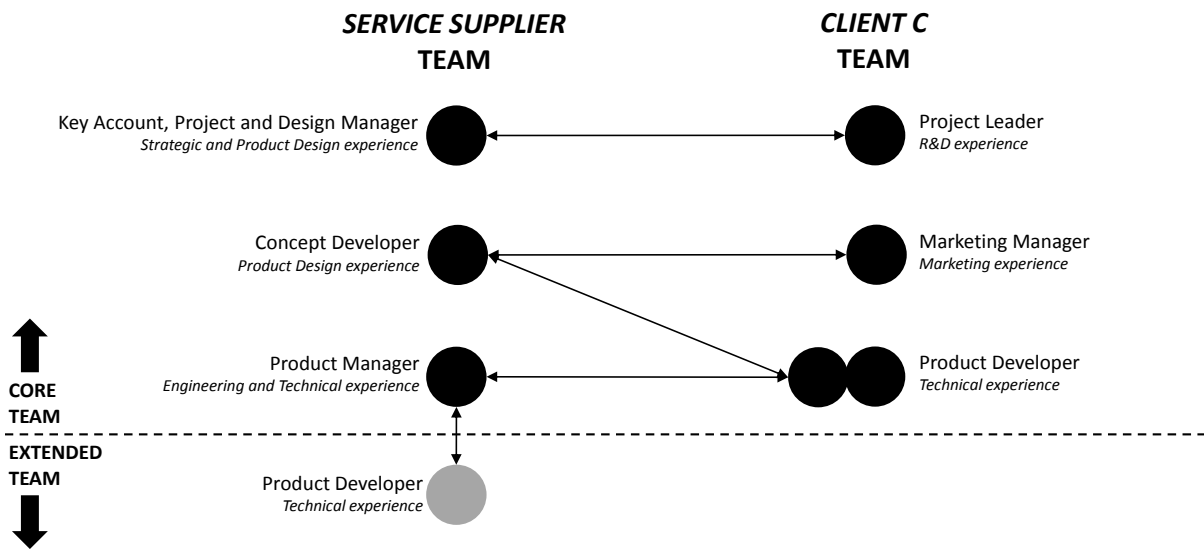 SERVICE SUPPLIER
TEAM
CLIENT C
TEAM
Key Account, Project and Design Manager
Strategic and Product Design experience
Project Leader
R&D experience
Concept Developer
Product Design experience
Marketing Manager
Marketing experience
Product Manager
Engineering and Technical experience
Product Developer
Technical experience
CORE
TEAM
EXTENDED
TEAM
Product Developer
Technical experience